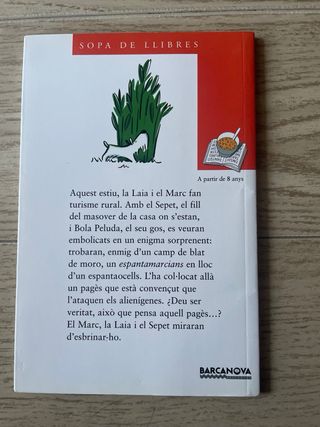 SOPA DE LLIBRES
A partir de 8 anys
Aquest estiu, la Laia i el Marc fan
turisme rural. Amb el Sepet, el fill
del masover de la casa on s'estan,
i Bola Peluda, el seu gos, es veuran
embolicats en un enigma sorprenent:
trobaran, enmig d'un camp de blat
de moro, un espantamarcians en lloc
d'un espantaocells. L'ha col·locat allà
un pagès que està convençut que
l'ataquen els alienígenes. ¿Deu ser
veritat, això que pensa aquell pagès...?
El Marc, la Laia i el Sepet miraran
d'esbrinar-ho.
BARCANOVA